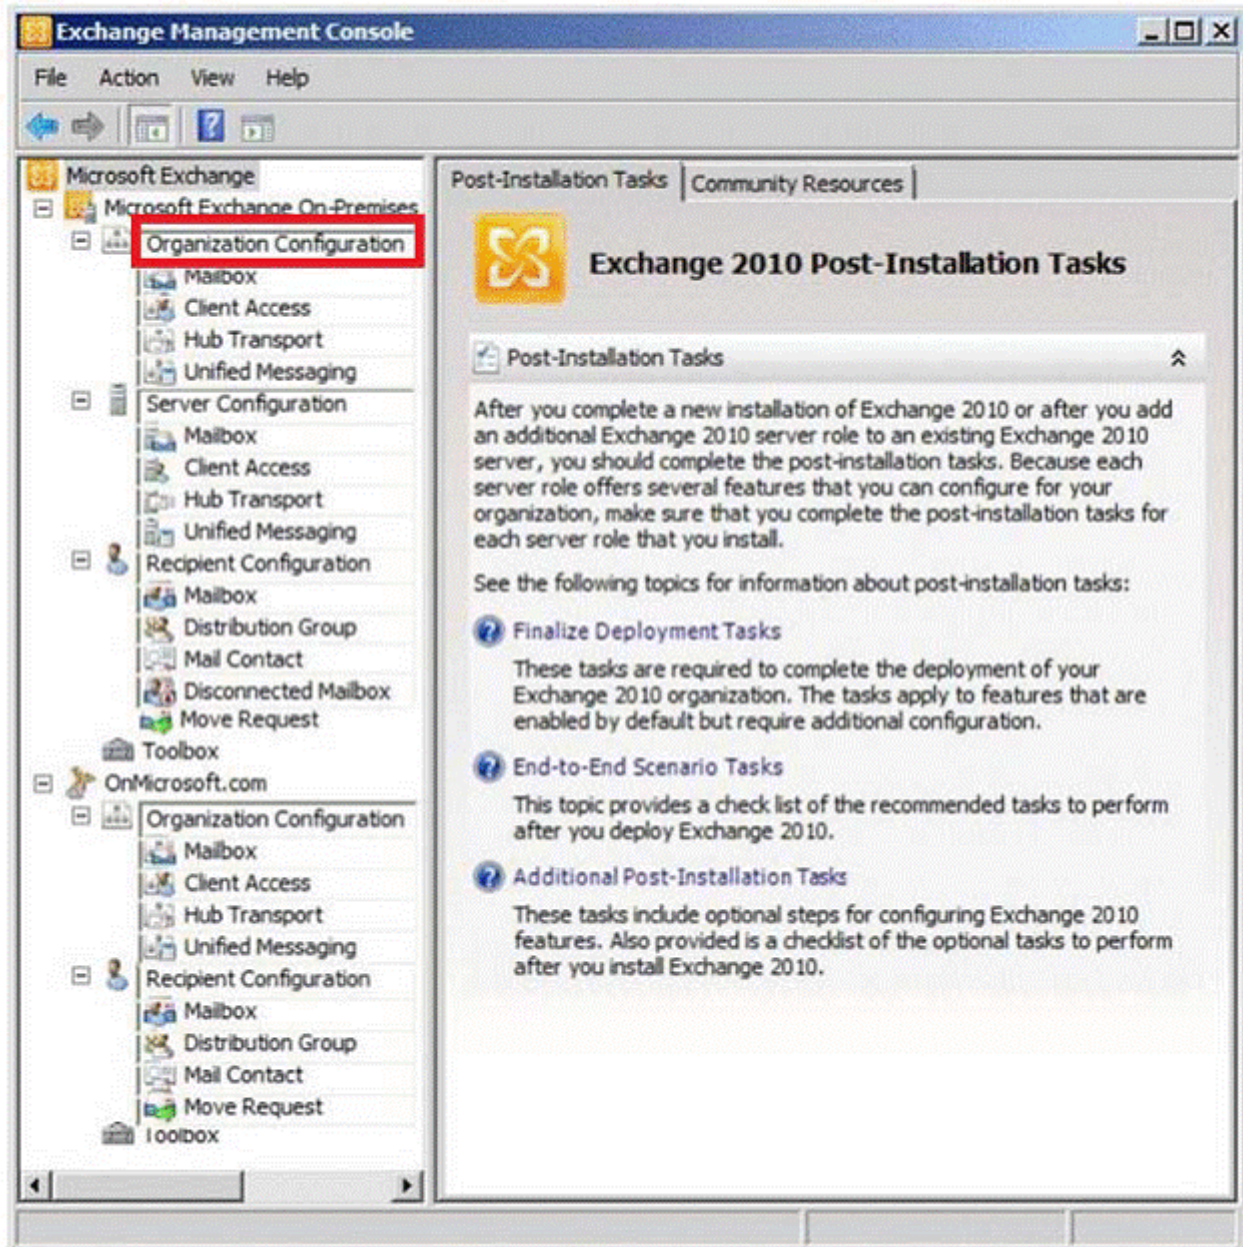 Exchange Management Console
File Action View Help
Microsoft Exchange
Microsoft Exchange On-Premises
Organization Configuration
Mailbox
Client Access
Hub Transport
Unified Messaging
Server Configuration
Mailbox
Client Access
Hub Transport
Unified Messaging
Recipient Configuration
Mailbox
Distribution Group
Mail Contact
Disconnected Mailbox
Move Request
Toolbox
OnMicrosoft.com
Organization Configuration
Mailbox
Client Access
Hub Transport
Unified Messaging
Recipient Configuration
Mailbox
Distribution Group
Mail Contact
Move Request
Toolbox
Post-Installation Tasks Community Resources
Exchange 2010 Post-Installation Tasks
Post-Installation Tasks
After you complete a new installation of Exchange 2010 or after you add
an additional Exchange 2010 server role to an existing Exchange 2010
server, you should complete the post-installation tasks. Because each
server role offers several features that you can configure for your
organization, make sure that you complete the post-installation tasks for
each server role that you install.
See the following topics for information about post-installation tasks:
Finalize Deployment Tasks
These tasks are required to complete the deployment of your
Exchange 2010 organization. The tasks apply to features that are
enabled by default but require additional configuration.
End-to-End Scenario Tasks
This topic provides a check list of the recommended tasks to perform
after you deploy Exchange 2010.
Additional Post-Installation Tasks
These tasks include optional steps for configuring Exchange 2010
features. Also provided is a checklist of the optional tasks to perform
after you install Exchange 2010.